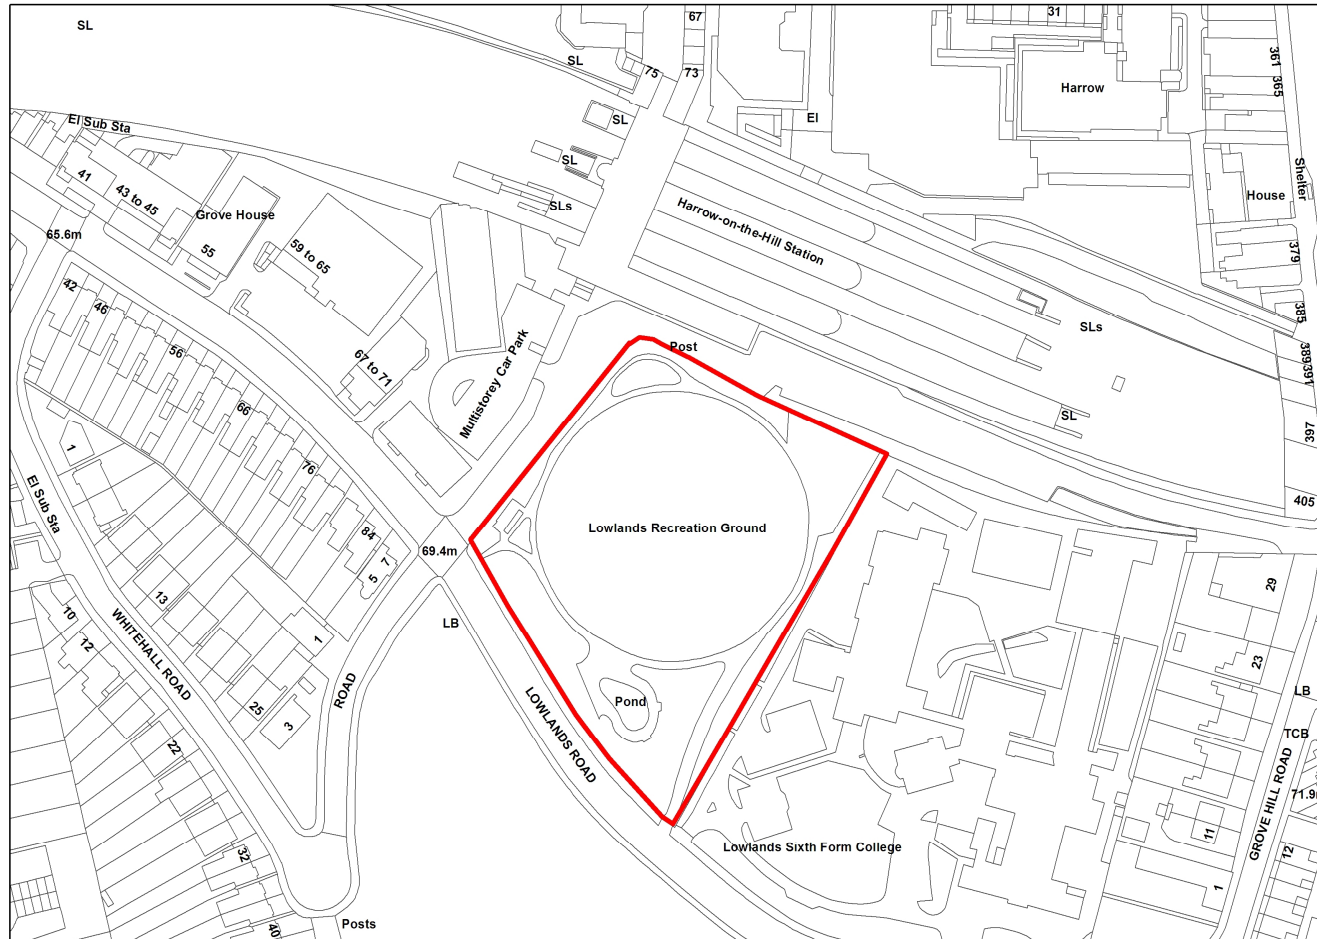 SL
67
31
SL
75
73
361
365
Harrow
El Sub Sta
SL
El
SL
41
43 to 45
Grove House
SLs
Harrow-on-the-Hill Station
Shelter
House
65.6m
55
59 to 65
379
42
46
385
SLs
56
Post
67 to 71
Multistorey Car Park
389
391
66
SL
397
1
76
El Sub Sta
405
84
Lowlands Recreation Ground
69.4m
7
5
29
13
10
12
LB
1
WHITEHALL ROAD
23
ROAD
LOWLANDS ROAD
Pond
LB
25
3
TCB
22
GROVE HILL ROAD
11
32
Lowlands Sixth Form College
12
1
40
Posts